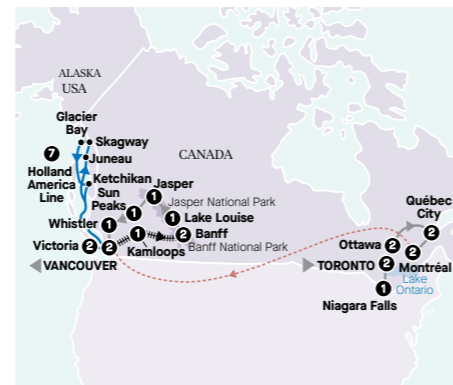 ALASKA
USA
Glacier
Bay
Skagway
7
Juneau
Holland
America
Line
Ketchikan
CANADA
Sun
Peaks
1
Jasper
1
Jasper National Park
1
Lake Louise
Whistler
1
1
2
Banff
Banff National Park
Victoria
2
2
Kamloops
VANCOUVER
Québec
City
2
Ottawa
2
2
Montréal
TORONTO
2
Lake
Ontario
1
Niagara Falls